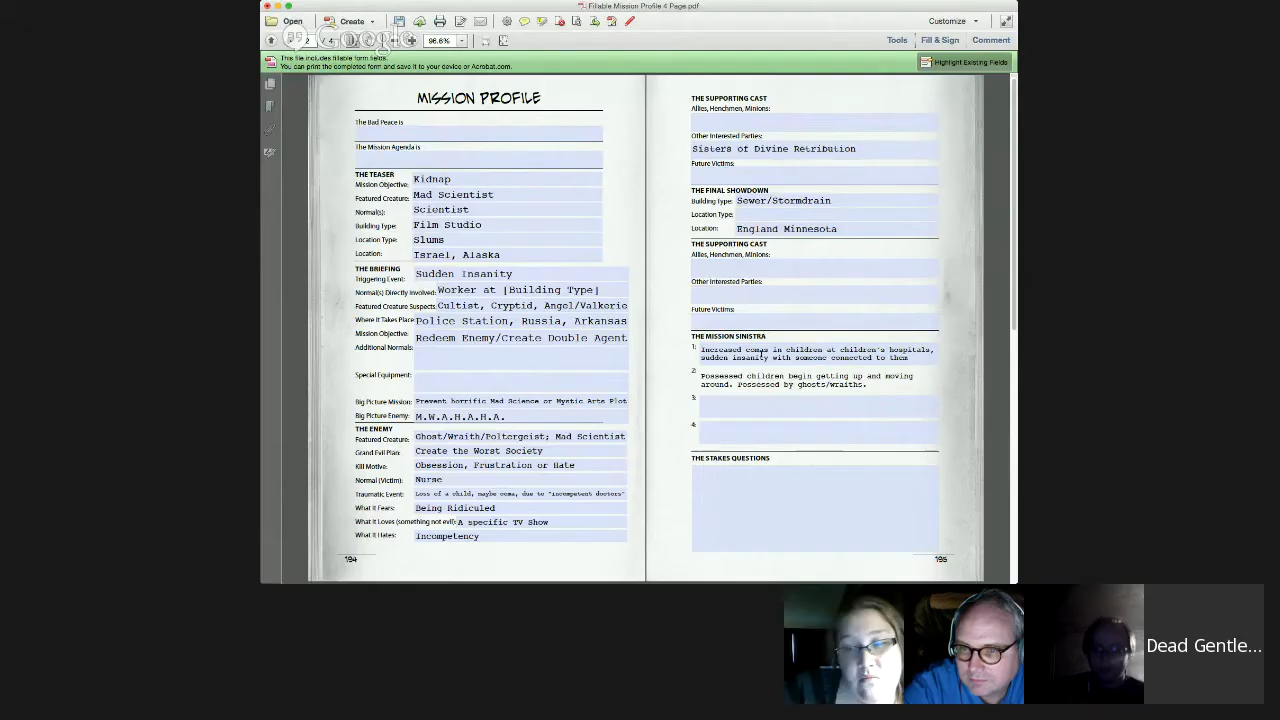 Fillable Mission Profile 4 Page.pdf
Open
Create
Customize
2 / 4
96.6%
Tools
Fill & Sign
Comment
Google
This file includes fillable form fields.
You can print the completed form and save it to your device or Acrobat.com.
Highlight Existing Fields
MISSION PROFILE
The Bad Peace is
The Mission Agenda is
THE TEASER
Mission Objective: Kidnap
Featured Creature: Mad Scientist
Normal(s): Scientist
Building Type: Film Studio
Location Type: Slums
Location: Israel, Alaska
THE BRIEFING
Triggering Event: Sudden Insanity
Normal(s) Directly Involved: Worker at [Building Type]
Featured Creature Suspects: Cultist, Cryptid, Angel/Valkerie
Where It Takes Place: Police Station, Russia, Arkansas
Mission Objective: Redeem Enemy/Create Double Agent
Additional Normals:
Special Equipment:
Big Picture Mission: Prevent horrific Mad Science or Mystic Arts Plot
Big Picture Enemy: M.W.A.H.A.H.A.
THE ENEMY
Featured Creature: Ghost/Wraith/Poltergeist; Mad Scientist
Grand Evil Plan: Create the Worst Society
Kill Motive: Obsession, Frustration or Hate
Normal (Victim): Nurse
Traumatic Event: Loss of a child, maybe coma, due to "incompetent doctors"
What It Fears: Being Ridiculed
What It Loves (something not evil): A specific TV Show
What It Hates: Incompetency
184
THE SUPPORTING CAST
Allies, Henchmen, Minions:
Other Interested Parties:
Sisters of Divine Retribution
Future Victims:
THE FINAL SHOWDOWN
Building Type: Sewer/Stormdrain
Location Type:
Location: England Minnesota
THE SUPPORTING CAST
Allies, Henchmen, Minions:
Other Interested Parties:
Future Victims:
THE MISSION SINISTRA
1: Increased comas in children at children's hospitals,
sudden insanity with someone connected to them
2: Possessed children begin getting up and moving
around. Possessed by ghosts/wraiths.
3:
4:
THE STAKES QUESTIONS
185
Dead Gentle...